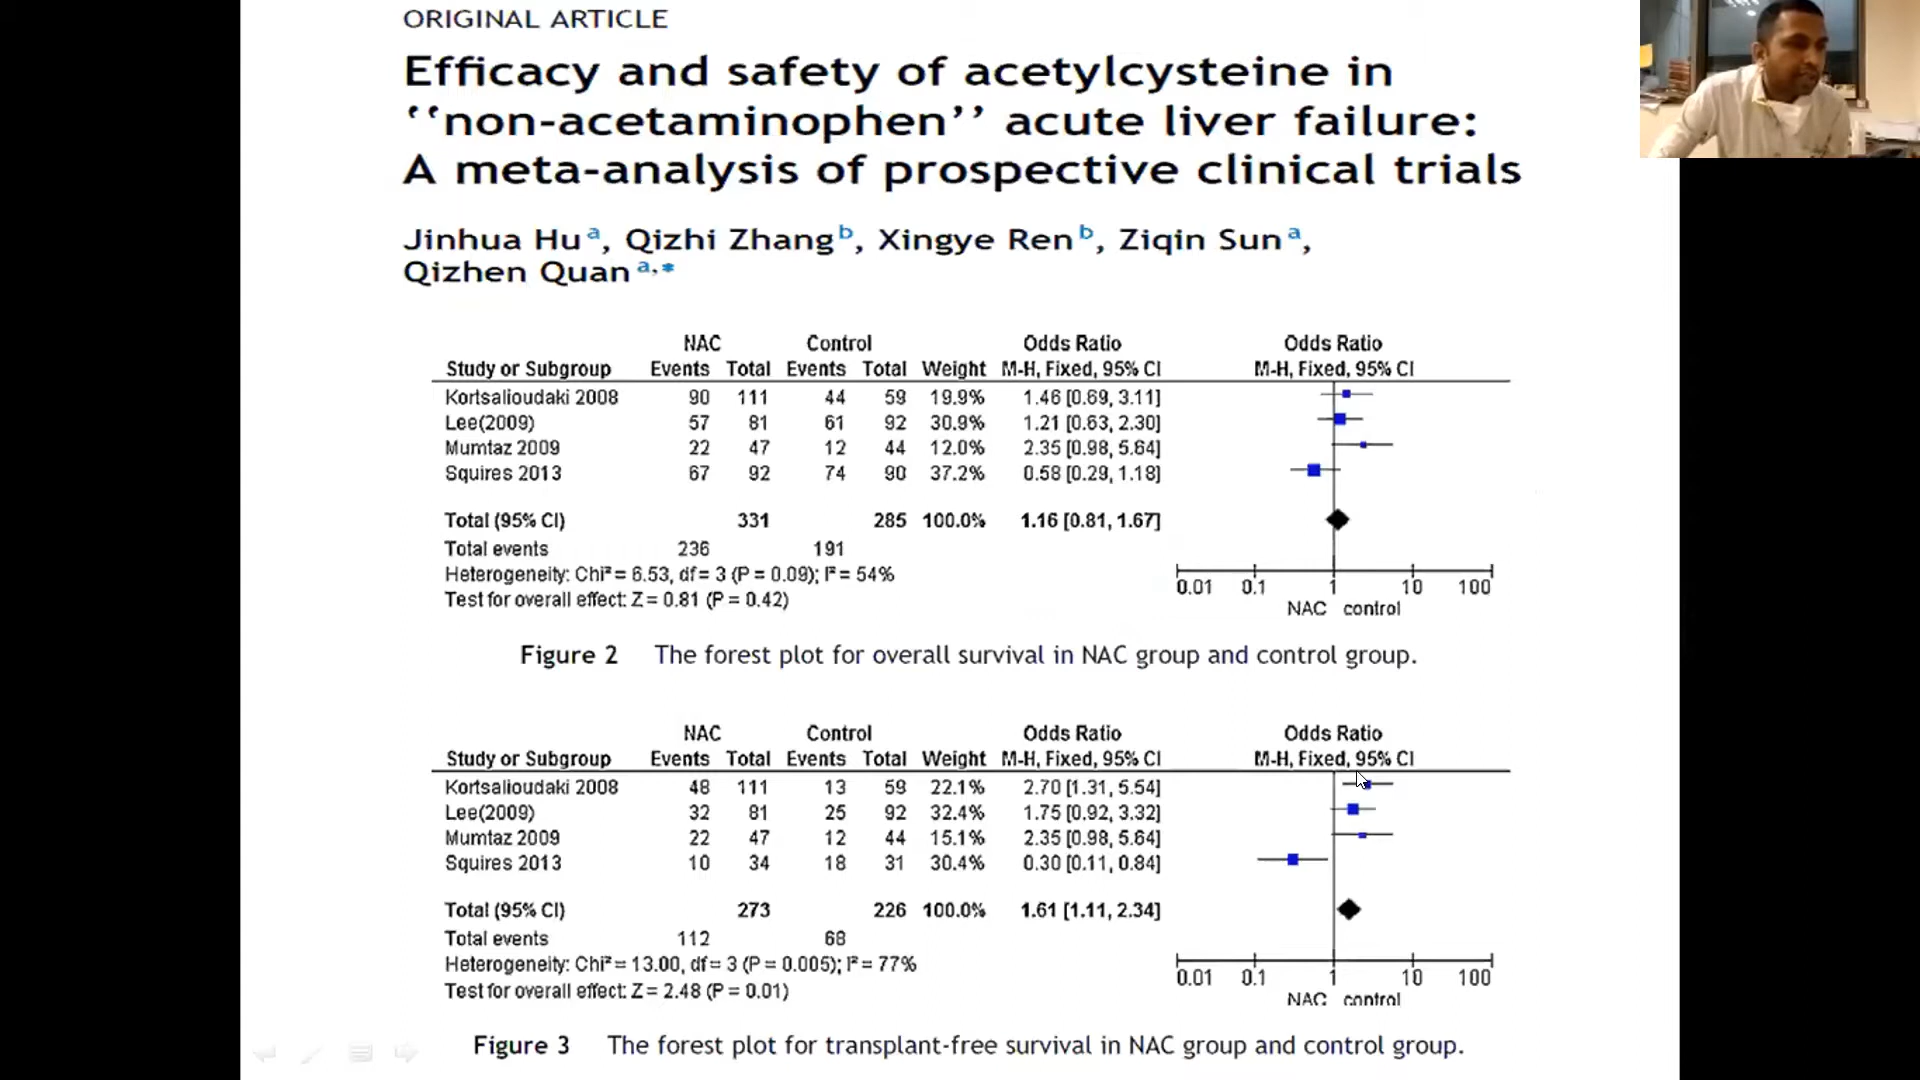 ORIGINAL ARTICLE
Efficacy and safety of acetylcysteine in
‘‘non-acetaminophen’’ acute liver failure:
A meta-analysis of prospective clinical trials
Jinhua Hu a, Qizhi Zhang b, Xingye Ren b, Ziqin Sun a,
Qizhen Quan a,*
NAC Control Odds Ratio Odds Ratio
Study or Subgroup Events Total Events Total Weight M-H, Fixed, 95% CI M-H, Fixed, 95% CI
Kortsalioudaki 2008 90 111 44 59 19.9% 1.46 [0.69, 3.11]
Lee(2009) 57 81 61 92 30.9% 1.21 [0.63, 2.30]
Mumtaz 2009 22 47 12 44 12.0% 2.35 [0.98, 5.64]
Squires 2013 67 92 74 90 37.2% 0.58 [0.29, 1.18]
Total (95% CI) 331 285 100.0% 1.16 [0.81, 1.67]
Total events 236 191
Heterogeneity: Chi² = 6.53, df = 3 (P = 0.09); I² = 54%
Test for overall effect: Z = 0.81 (P = 0.42)
0.01 0.1 1 10 100
NAC control
Figure 2 The forest plot for overall survival in NAC group and control group.
NAC Control Odds Ratio Odds Ratio
Study or Subgroup Events Total Events Total Weight M-H, Fixed, 95% CI M-H, Fixed, 95% CI
Kortsalioudaki 2008 48 111 13 59 22.1% 2.70 [1.31, 5.54]
Lee(2009) 32 81 25 92 32.4% 1.75 [0.92, 3.32]
Mumtaz 2009 22 47 12 44 15.1% 2.35 [0.98, 5.64]
Squires 2013 10 34 18 31 30.4% 0.30 [0.11, 0.84]
Total (95% CI) 273 226 100.0% 1.61 [1.11, 2.34]
Total events 112 68
Heterogeneity: Chi² = 13.00, df = 3 (P = 0.005); I² = 77%
Test for overall effect: Z = 2.48 (P = 0.01)
0.01 0.1 1 10 100
NAC control
Figure 3 The forest plot for transplant-free survival in NAC group and control group.